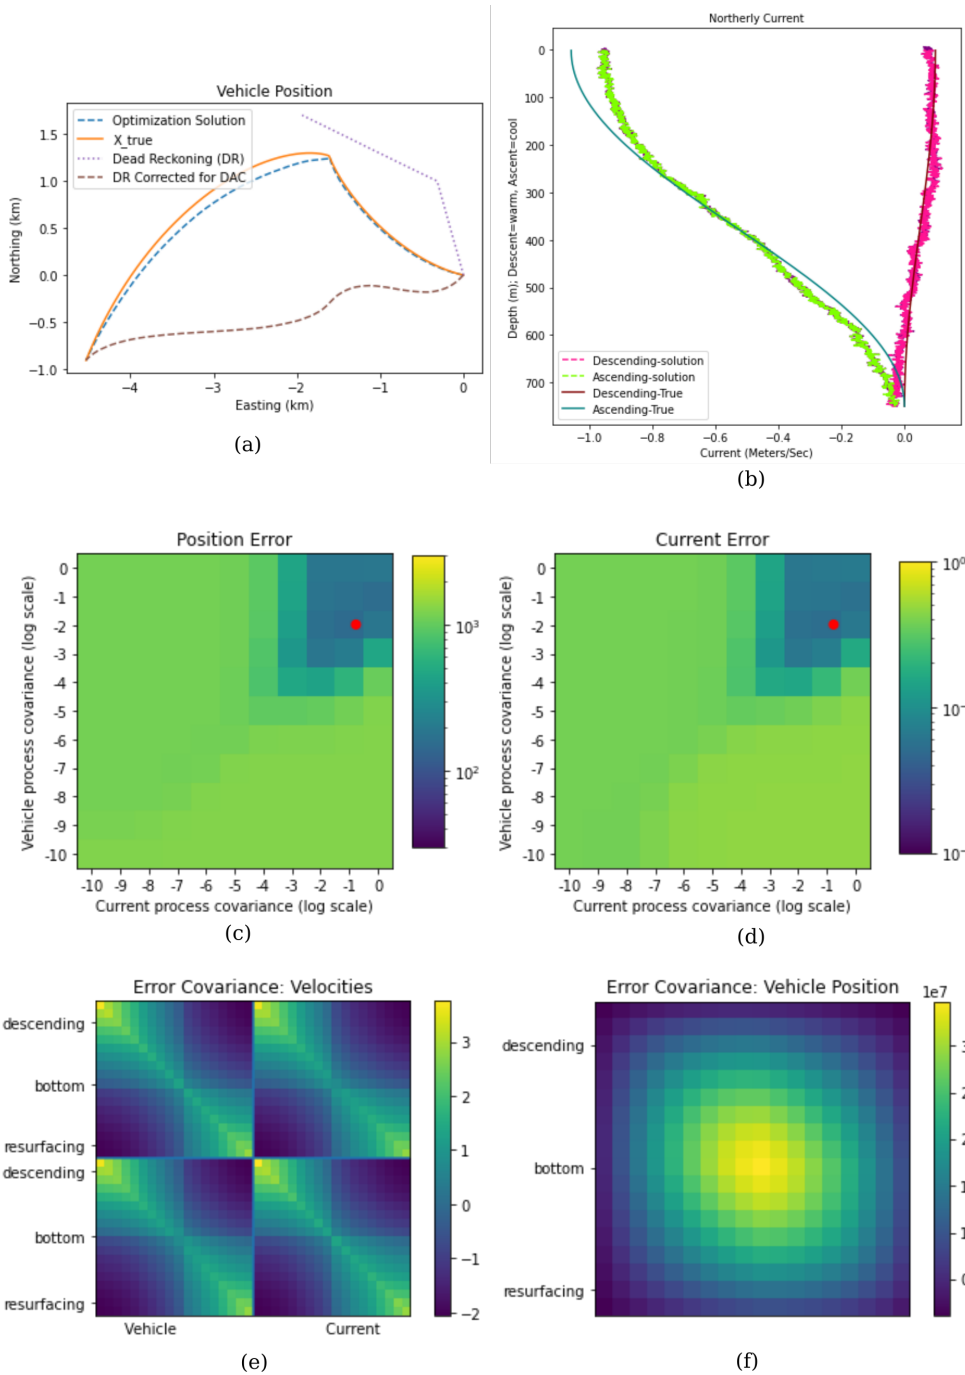 Vehicle Position
Optimization Solution
X_true
Dead Reckoning (DR)
DR Corrected for DAC
Northing (km)
1.5
1.0
0.5
0.0
−0.5
−1.0
−4
−3
−2
−1
0
Easting (km)
(a)
Northerly Current
Depth (m); Descent=warm, Ascent=cool
0
100
200
300
400
500
600
700
Descending-solution
Ascending-solution
Descending-True
Ascending-True
−1.0
−0.8
−0.6
−0.4
−0.2
0.0
Current (Meters/Sec)
(b)
Position Error
Vehicle process covariance (log scale)
0
-1
-2
-3
-4
-5
-6
-7
-8
-9
-10
-10 -9 -8 -7 -6 -5 -4 -3 -2 -1 0
Current process covariance (log scale)
10³
10²
(c)
Current Error
Vehicle process covariance (log scale)
0
-1
-2
-3
-4
-5
-6
-7
-8
-9
-10
-10 -9 -8 -7 -6 -5 -4 -3 -2 -1 0
Current process covariance (log scale)
(d)
Error Covariance: Velocities
descending
bottom
resurfacing
descending
bottom
resurfacing
Vehicle
Current
3
2
1
0
−1
−2
(e)
Error Covariance: Vehicle Position
1e7
descending
bottom
resurfacing
(f)